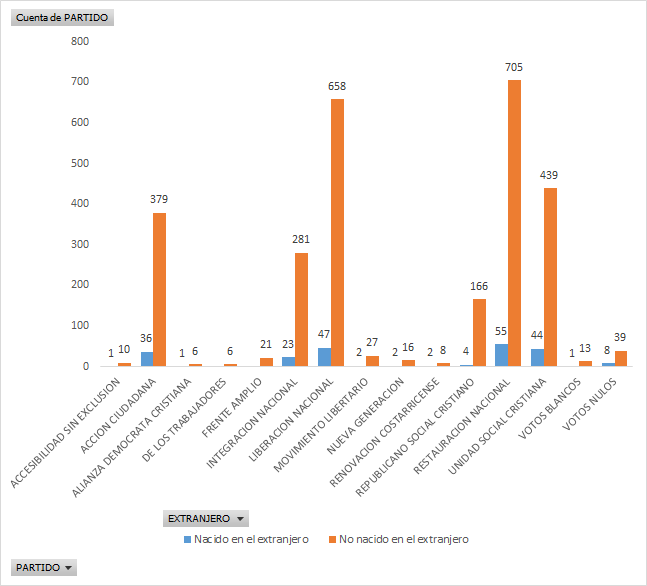 Cuenta de PARTIDO
800
700
600
500
400
300
200
100
0
1 10
36 379
1 6
6
21
23 281
47 658
2 27
2 16
2 8
4 166
55 705
44 439
1 13
8 39
ACCESIBILIDAD SIN EXCLUSION
ACCION CIUDADANA
ALIANZA DEMOCRATA CRISTIANA
DE LOS TRABAJADORES
FRENTE AMPLIO
INTEGRACION NACIONAL
LIBERACION NACIONAL
MOVIMIENTO LIBERTARIO
NUEVA GENERACION
RENOVACION COSTARRICENSE
REPUBLICANO SOCIAL CRISTIANO
RESTAURACION NACIONAL
UNIDAD SOCIAL CRISTIANA
VOTOS BLANCOS
VOTOS NULOS
EXTRANJERO
Nacido en el extranjero
No nacido en el extranjero
PARTIDO